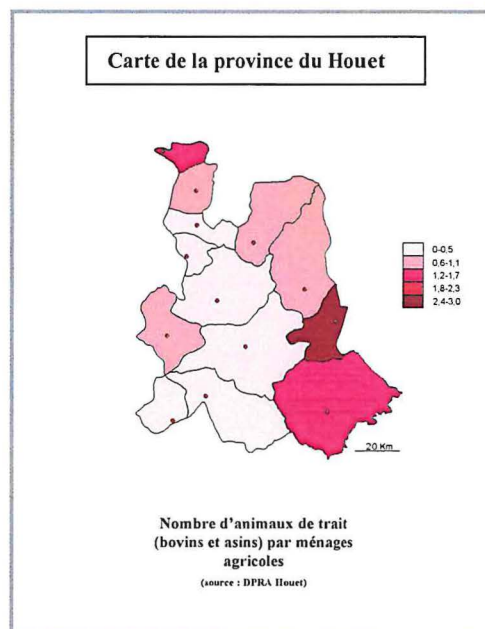 Carte de la province du Houet
0-0,5
0,6-1,1
1,2-1,7
1,8-2,3
2,4-3,0
20 Km
Nombre d'animaux de trait
(bovins et asins) par ménages
agricoles
(source : DPRA Houet)